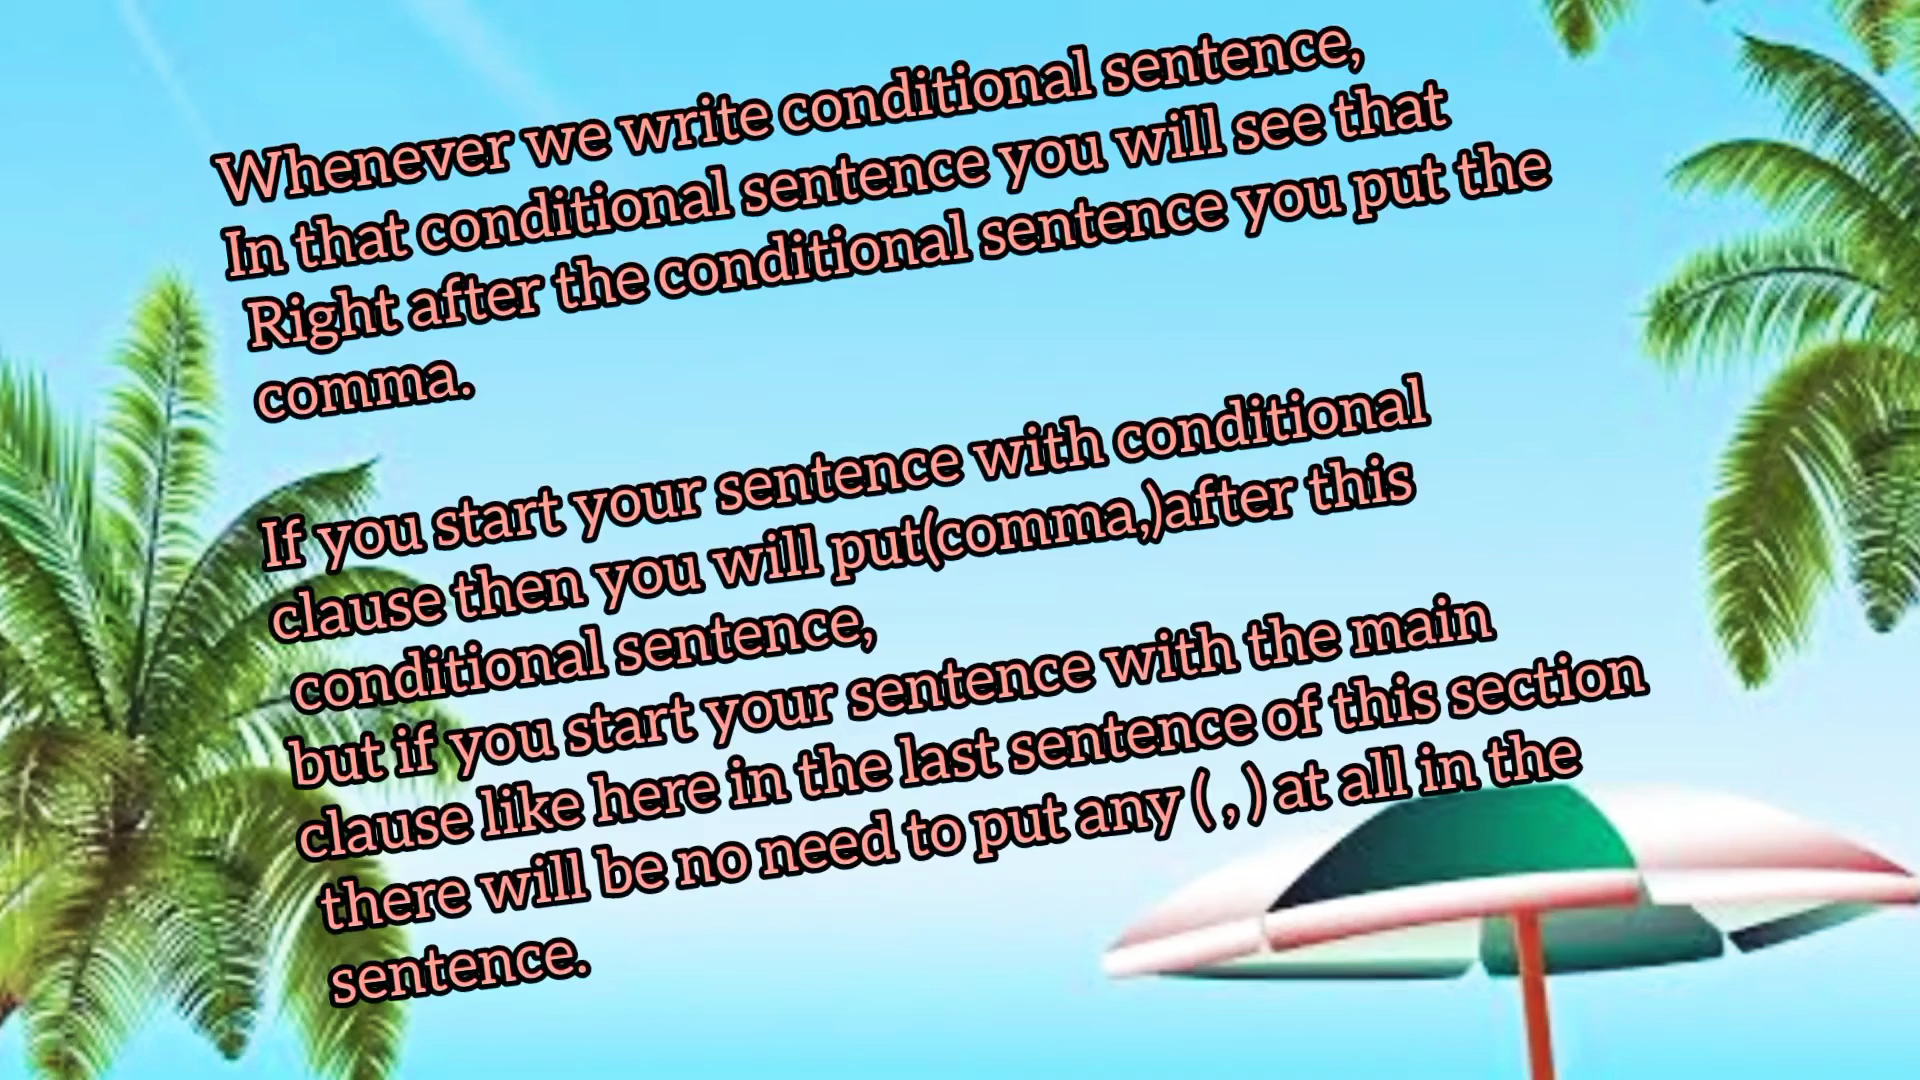 Whenever we write conditional sentence,
In that conditional sentence you will see that
Right after the conditional sentence you put the
comma.
If you start your sentence with conditional
clause then you will put(comma,)after this
conditional sentence,
but if you start your sentence with the main
clause like here in the last sentence of this section
there will be no need to put any ( , ) at all in the
sentence.